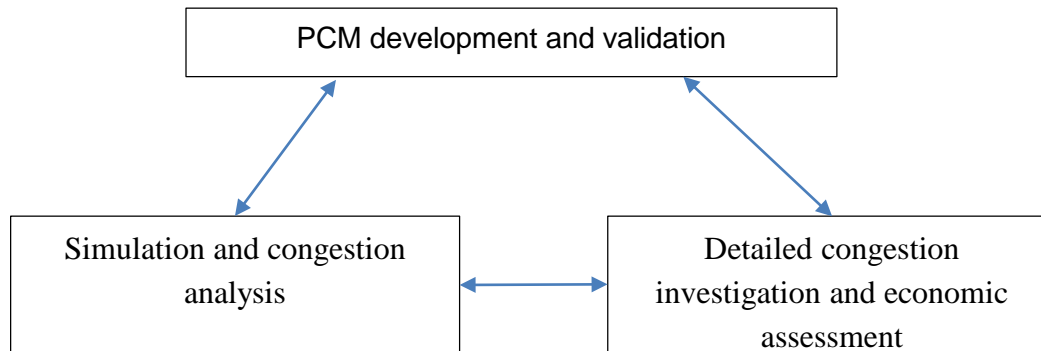 PCM development and validation
Simulation and congestion
analysis
Detailed congestion
investigation and economic
assessment